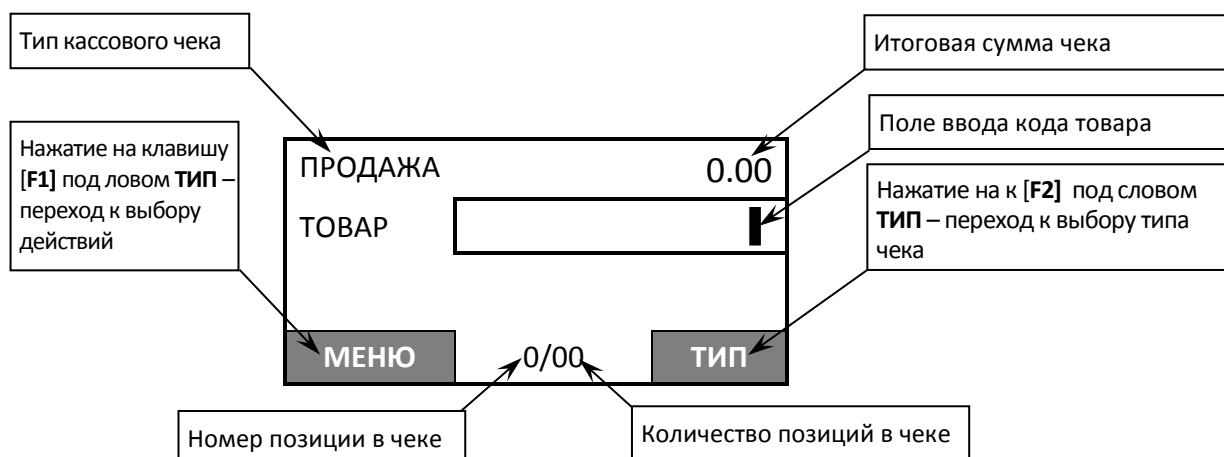 Тип кассового чека
Итоговая сумма чека
Поле ввода кода товара
Нажатие на клавишу
[F1] под ловом ТИП –
переход к выбору
действий
ПРОДАЖА 0.00
ТОВАР
Нажатие на к [F2] под словом
ТИП – переход к выбору типа
чека
МЕНЮ 0/00 ТИП
Номер позиции в чеке
Количество позиций в чеке